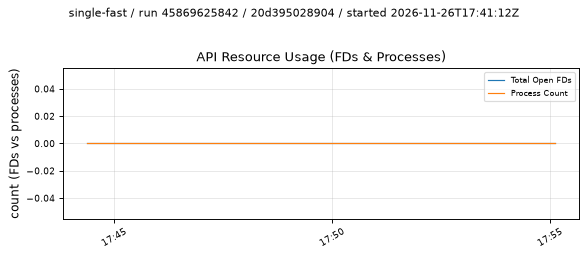 single-fast / run 45869625842 / 20d395028904 / started 2026-11-26T17:41:12Z
API Resource Usage (FDs & Processes)
Total Open FDs
Process Count
count (FDs vs processes)
0.04
0.02
0.00
−0.02
−0.04
17:45
17:50
17:55